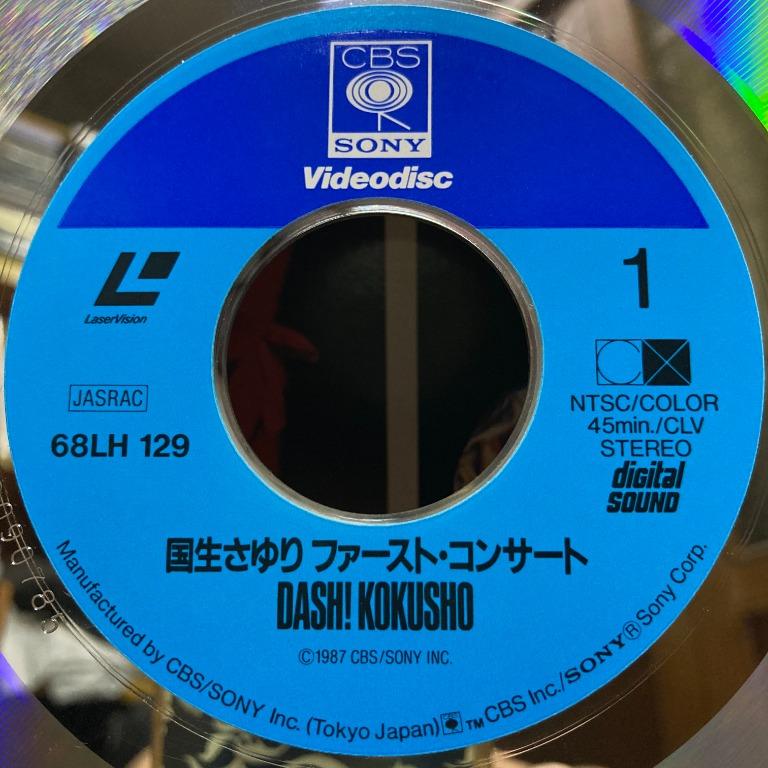 CBS
SONY
Videodisc
LaserVision
1
CX
JASRAC
68LH 129
NTSC/COLOR
45min./CLV
STEREO
digital
SOUND
国生さゆり ファースト・コンサート
DASH! KOKUSHO
©1987 CBS/SONY INC.
Manufactured by CBS/SONY Inc. (Tokyo Japan) TM CBS Inc./SONY® Sony Corp.